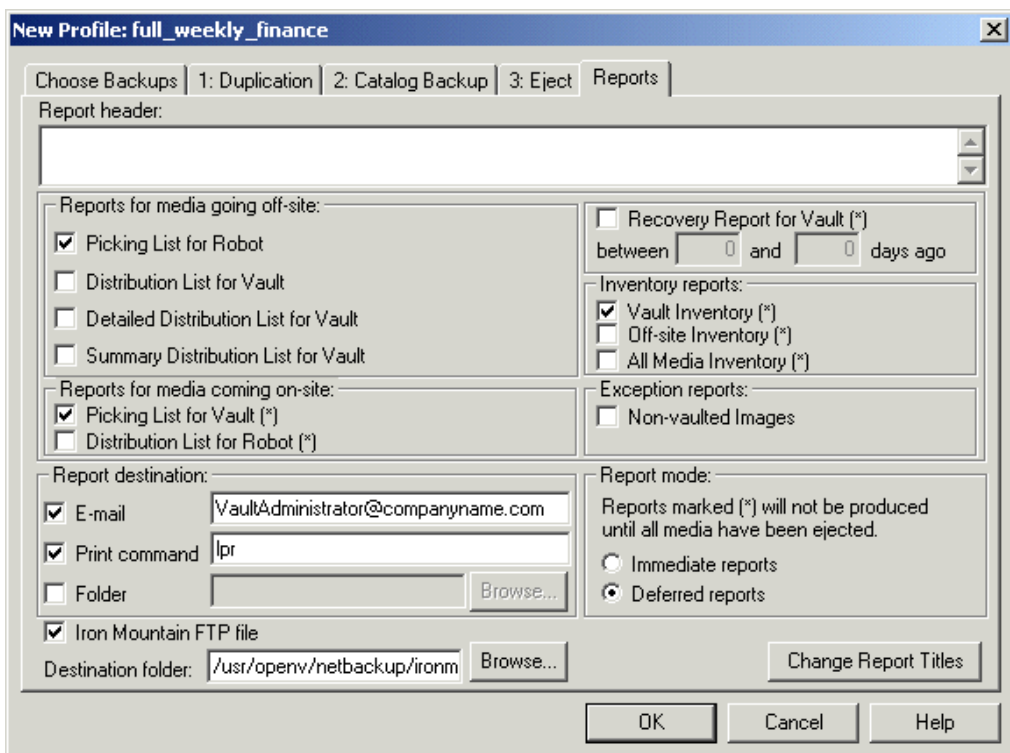 New Profile: full_weekly_finance
Choose Backups 1: Duplication 2: Catalog Backup 3: Eject Reports
Report header:
Reports for media going off-site:
Picking List for Robot
Distribution List for Vault
Detailed Distribution List for Vault
Summary Distribution List for Vault
Recovery Report for Vault (*)
between 0 and 0 days ago
Inventory reports:
Vault Inventory (*)
Off-site Inventory (*)
All Media Inventory (*)
Reports for media coming on-site:
Picking List for Vault (*)
Distribution List for Robot (*)
Exception reports:
Non-vaulted Images
Report destination:
E-mail VaultAdministrator@companyname.com
Print command lpr
Folder Browse...
Report mode:
Reports marked (*) will not be produced
until all media have been ejected.
Immediate reports
Deferred reports
Iron Mountain FTP file
Destination folder: /usr/openv/netbackup/ironm Browse...
Change Report Titles
OK Cancel Help